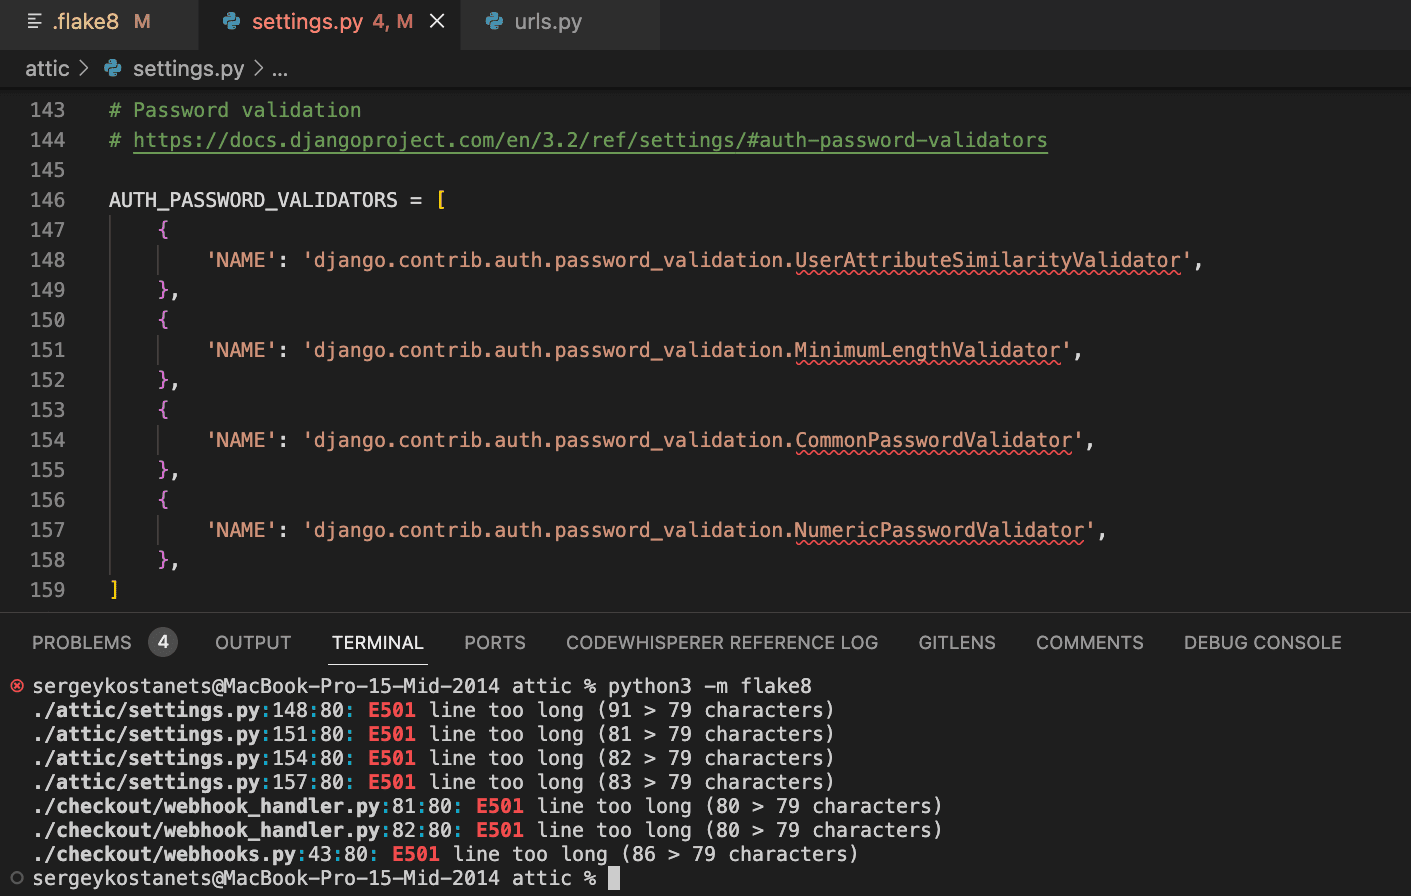 .flake8 M settings.py 4, M urls.py
attic > settings.py > ...
143 # Password validation
144 # https://docs.djangoproject.com/en/3.2/ref/settings/#auth-password-validators
145
146 AUTH_PASSWORD_VALIDATORS = [
147     {
148         'NAME': 'django.contrib.auth.password_validation.UserAttributeSimilarityValidator',
149     },
150     {
151         'NAME': 'django.contrib.auth.password_validation.MinimumLengthValidator',
152     },
153     {
154         'NAME': 'django.contrib.auth.password_validation.CommonPasswordValidator',
155     },
156     {
157         'NAME': 'django.contrib.auth.password_validation.NumericPasswordValidator',
158     },
159 ]
PROBLEMS 4 OUTPUT TERMINAL PORTS CODEWHISPERER REFERENCE LOG GITLENS COMMENTS DEBUG CONSOLE
sergeykostanets@MacBook-Pro-15-Mid-2014 attic % python3 -m flake8
./attic/settings.py:148:80: E501 line too long (91 > 79 characters)
./attic/settings.py:151:80: E501 line too long (81 > 79 characters)
./attic/settings.py:154:80: E501 line too long (82 > 79 characters)
./attic/settings.py:157:80: E501 line too long (83 > 79 characters)
./checkout/webhook_handler.py:81:80: E501 line too long (80 > 79 characters)
./checkout/webhook_handler.py:82:80: E501 line too long (80 > 79 characters)
./checkout/webhooks.py:43:80: E501 line too long (86 > 79 characters)
sergeykostanets@MacBook-Pro-15-Mid-2014 attic %